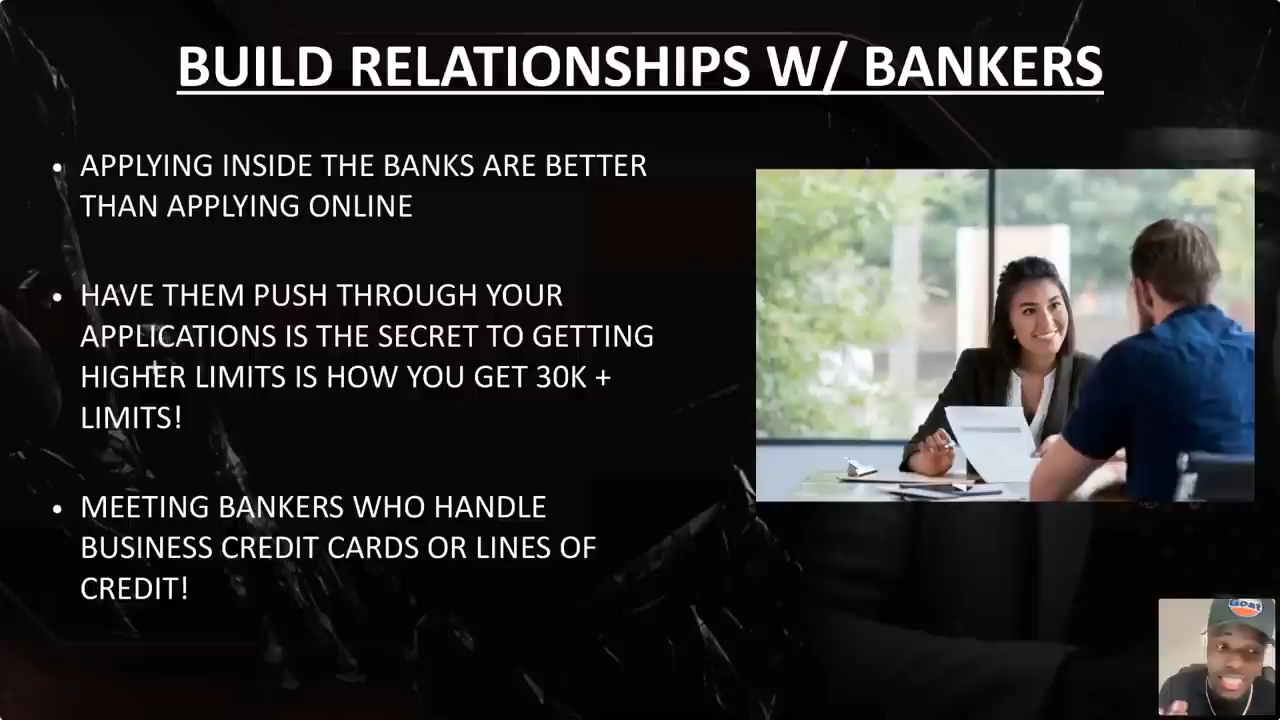 BUILD RELATIONSHIPS W/ BANKERS
• APPLYING INSIDE THE BANKS ARE BETTER
THAN APPLYING ONLINE
• HAVE THEM PUSH THROUGH YOUR
APPLICATIONS IS THE SECRET TO GETTING
HIGHER LIMITS IS HOW YOU GET 30K +
LIMITS!
• MEETING BANKERS WHO HANDLE
BUSINESS CREDIT CARDS OR LINES OF
CREDIT!
Goat